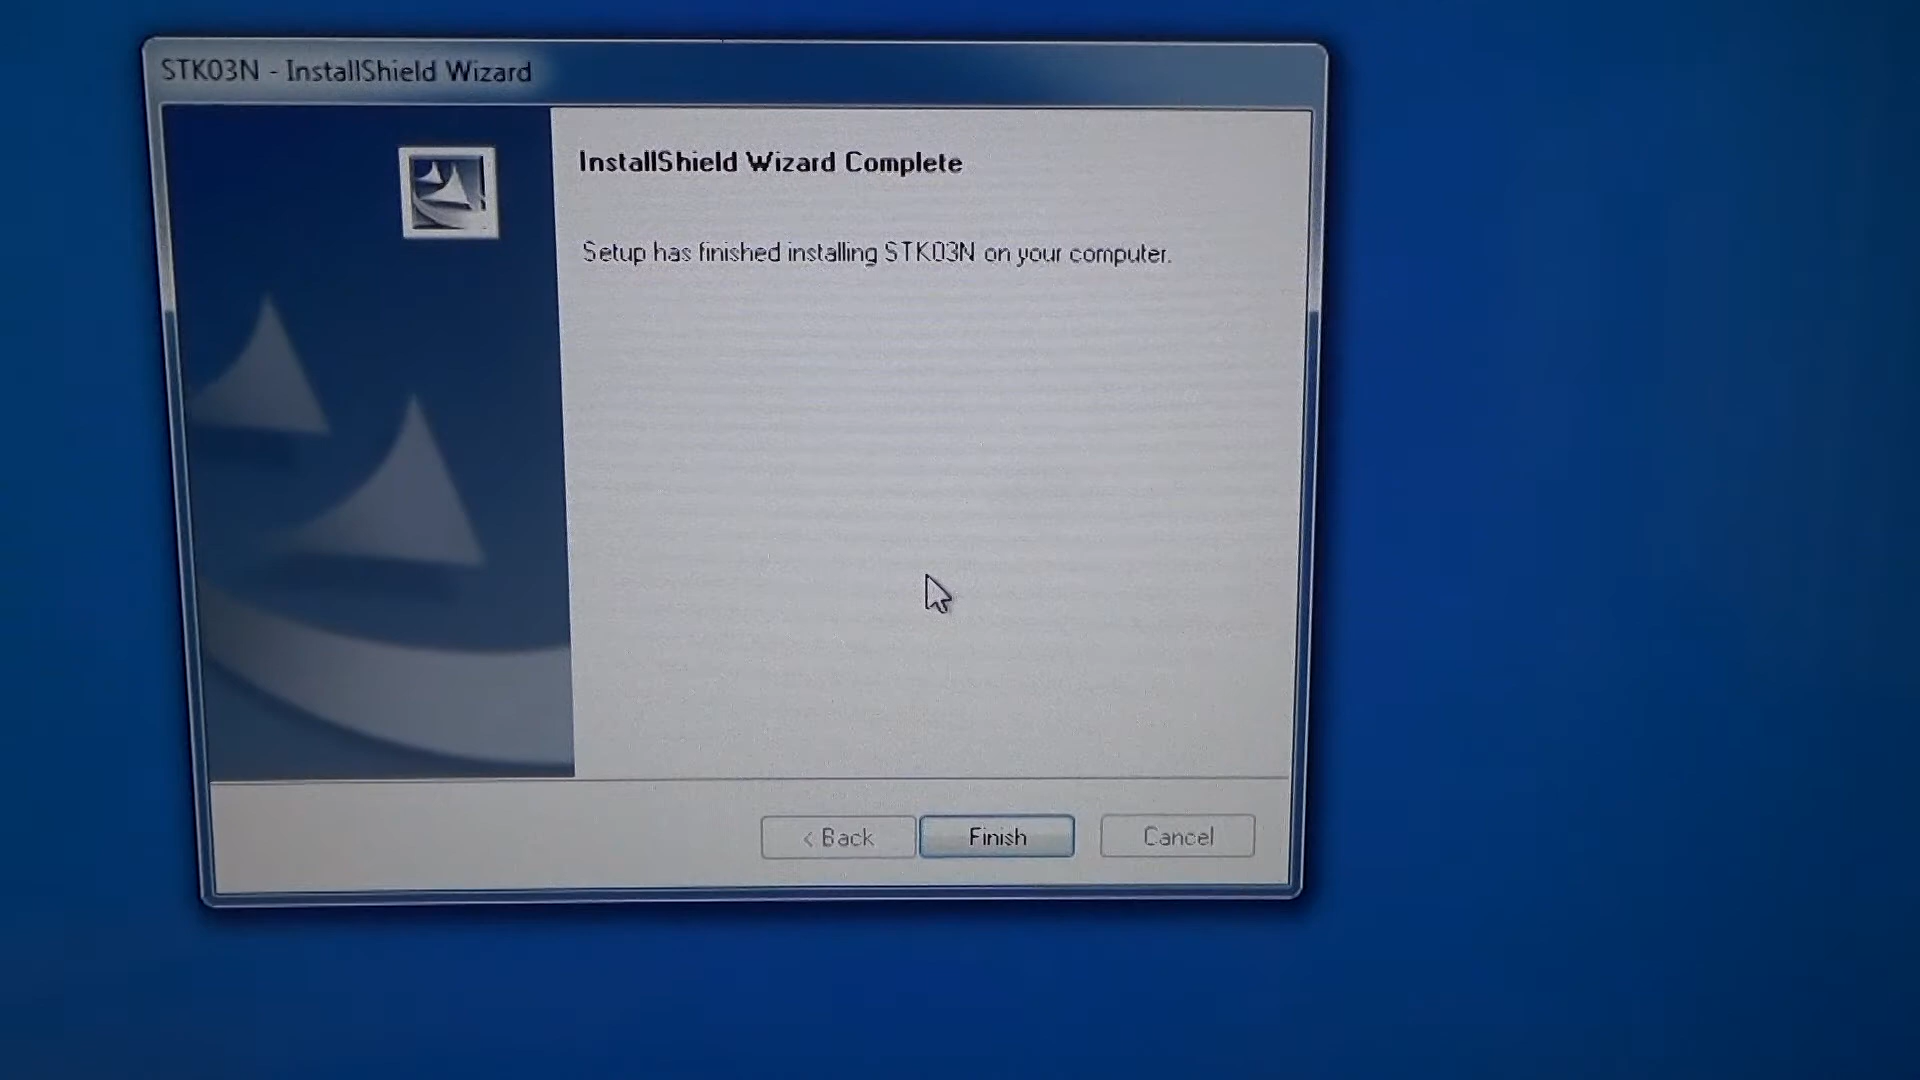 STK03N - InstallShield Wizard
InstallShield Wizard Complete
Setup has finished installing STK03N on your computer.
< Back
Finish
Cancel